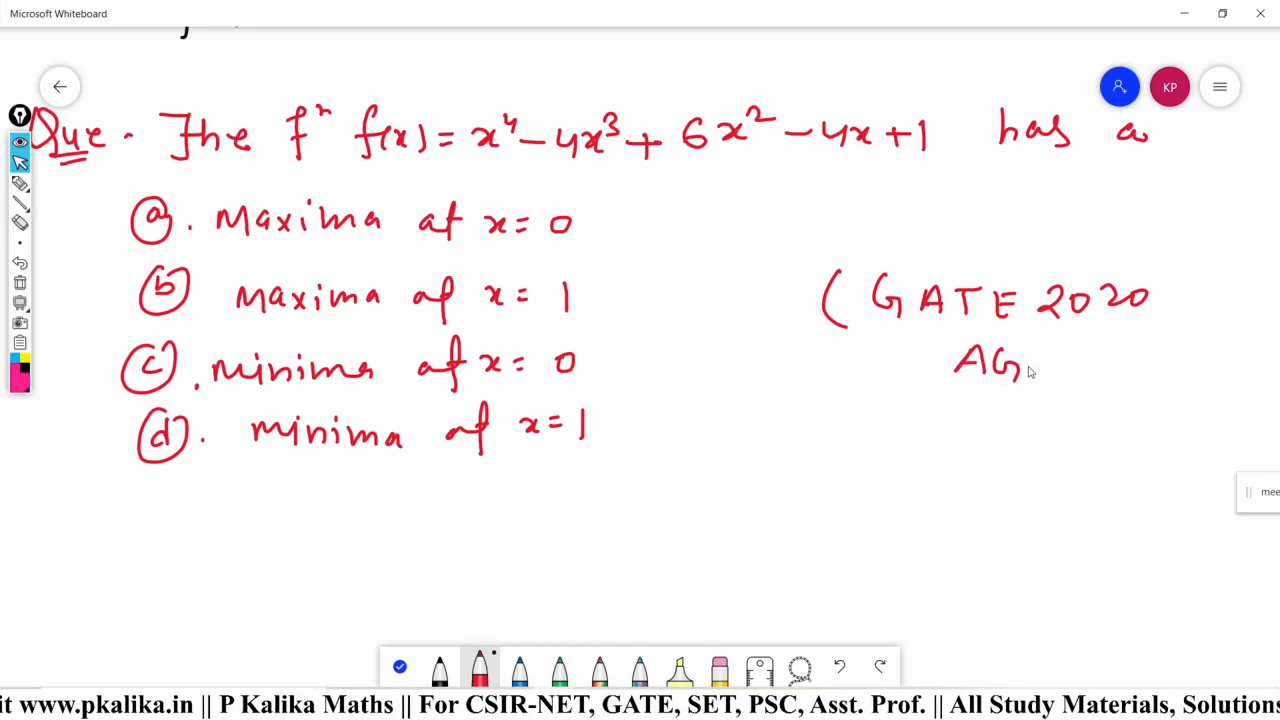 Microsoft Whiteboard
KP
Que. The fⁿ f(x) = x⁴ - 4x³ + 6x² - 4x + 1 has a
(a). Maxima at x = 0
(b) Maxima at x = 1
(c). minima at x = 0
(d). minima at x = 1
( GATE 2020
AG
mee
it www.pkalika.in || P Kalika Maths || For CSIR-NET, GATE, SET, PSC, Asst. Prof. || All Study Materials, Solutions